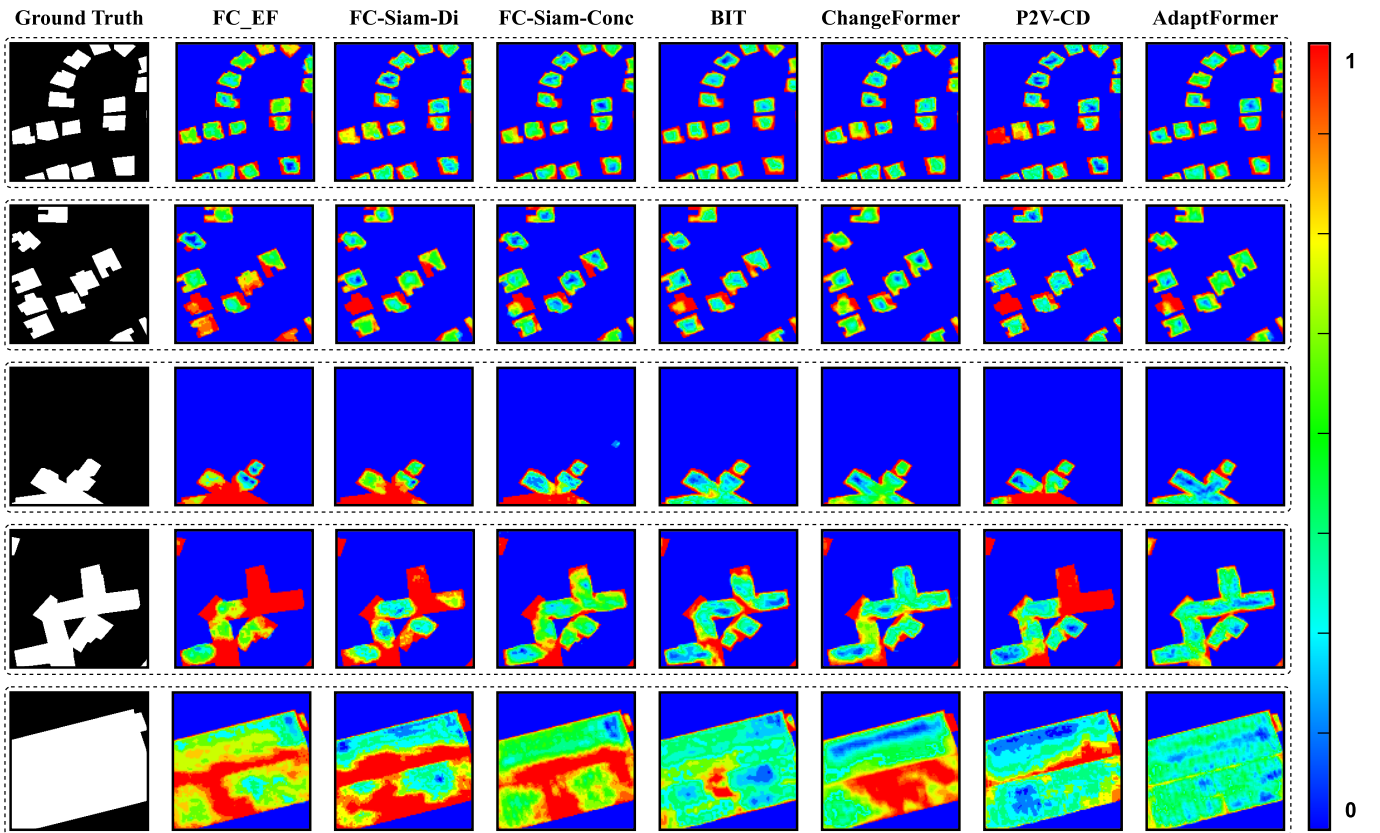 Ground Truth FC_EF FC-Siam-Di FC-Siam-Conc BIT ChangeFormer P2V-CD AdaptFormer
1
0